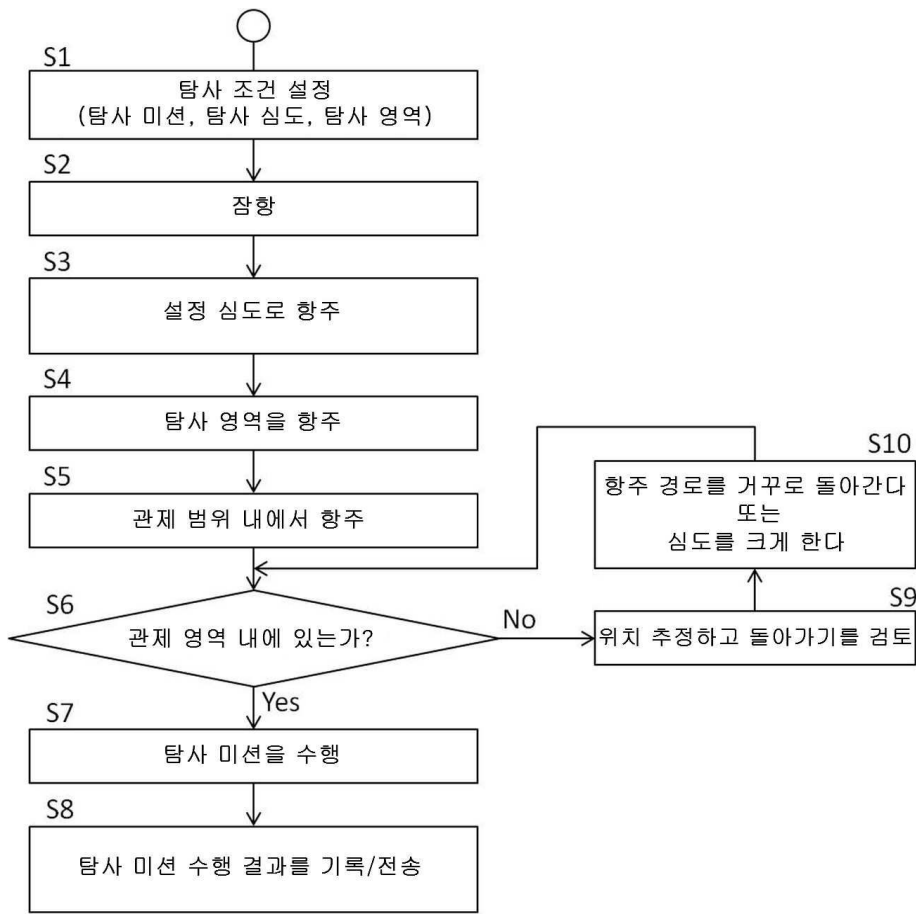 S1
탐사 조건 설정
(탐사 미션, 탐사 심도, 탐사 영역)
S2
잠항
S3
설정 심도로 항주
S4
탐사 영역을 항주
S5
관제 범위 내에서 항주
S6
관제 영역 내에 있는가?
No
Yes
S7
탐사 미션을 수행
S8
탐사 미션 수행 결과를 기록/전송
S9
위치 추정하고 돌아가기를 검토
S10
항주 경로를 거꾸로 돌아간다
또는
심도를 크게 한다